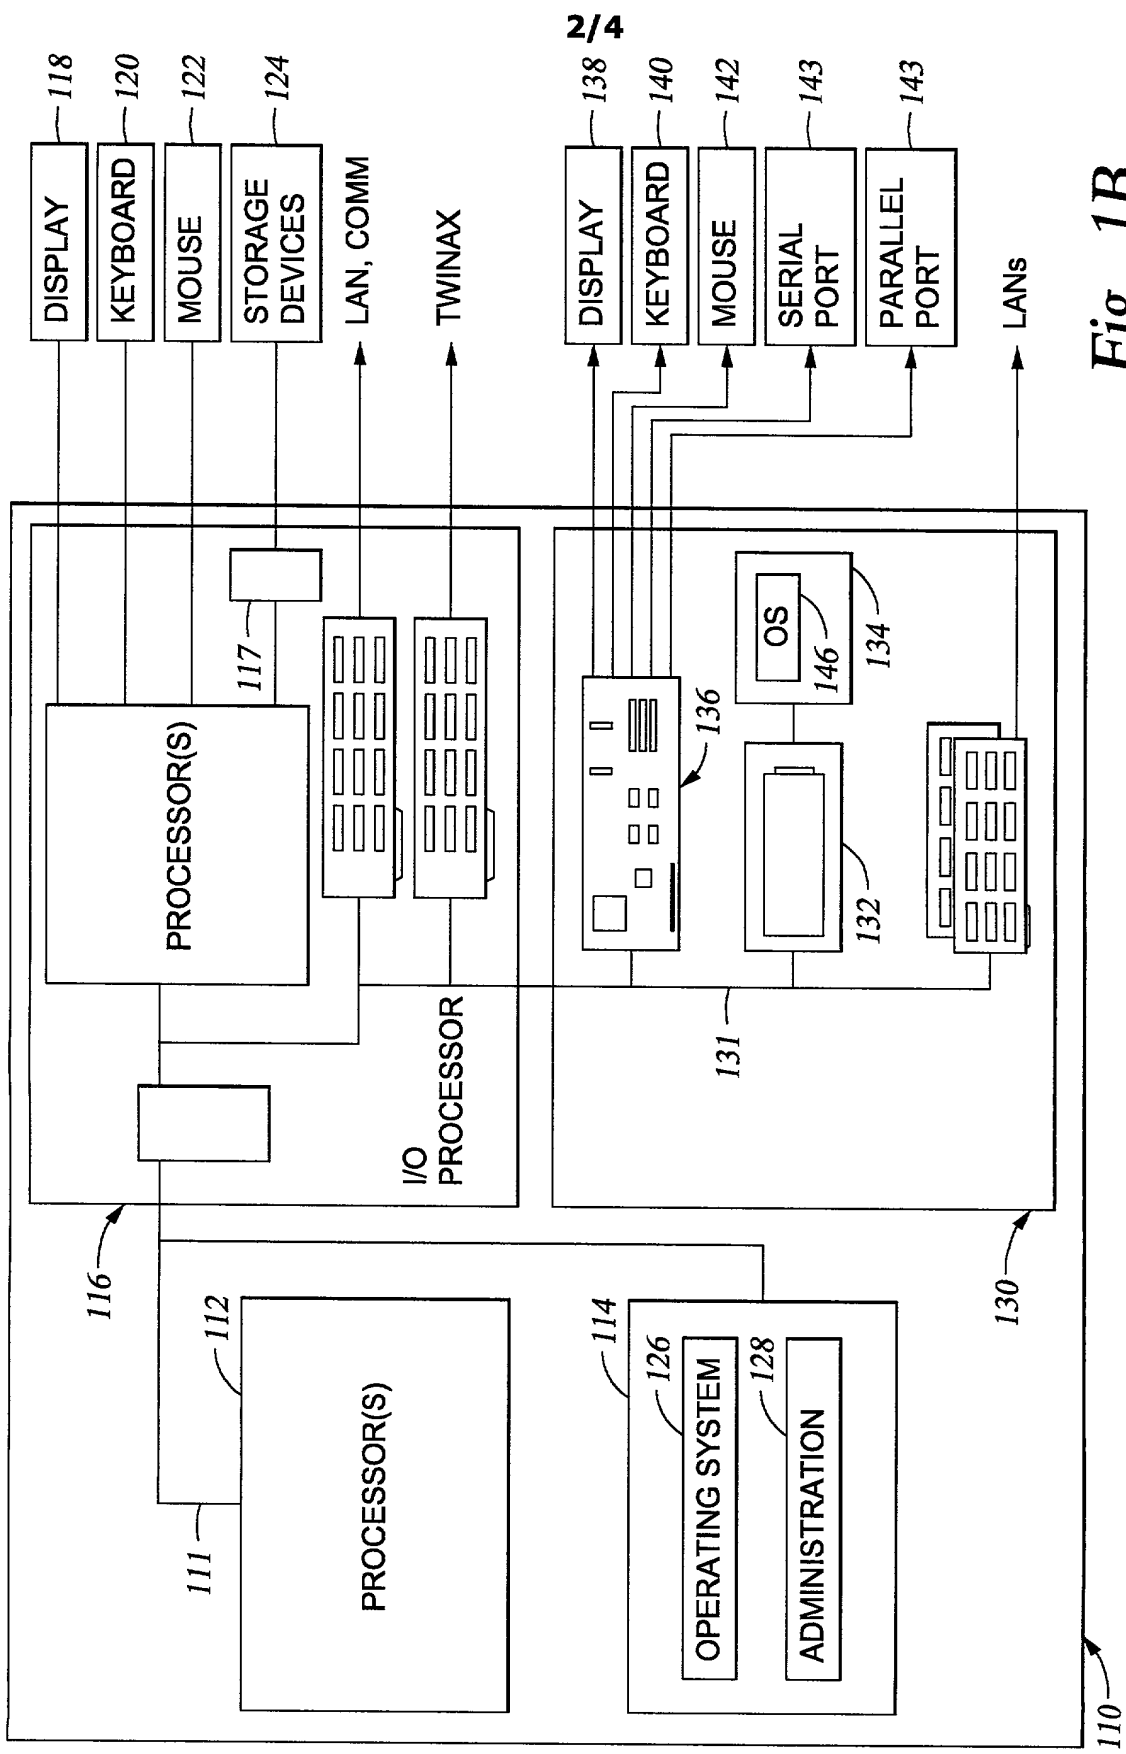 2/4
110
111
PROCESSOR(S)
112
114
OPERATING SYSTEM
126
ADMINISTRATION
128
116
I/O
PROCESSOR
PROCESSOR(S)
117
DISPLAY
118
KEYBOARD
120
MOUSE
122
STORAGE
DEVICES
124
LAN, COMM
TWINAX
130
131
132
OS
146
134
136
DISPLAY
138
KEYBOARD
140
MOUSE
142
SERIAL
PORT
143
PARALLEL
PORT
143
LANs
Fig. 1B